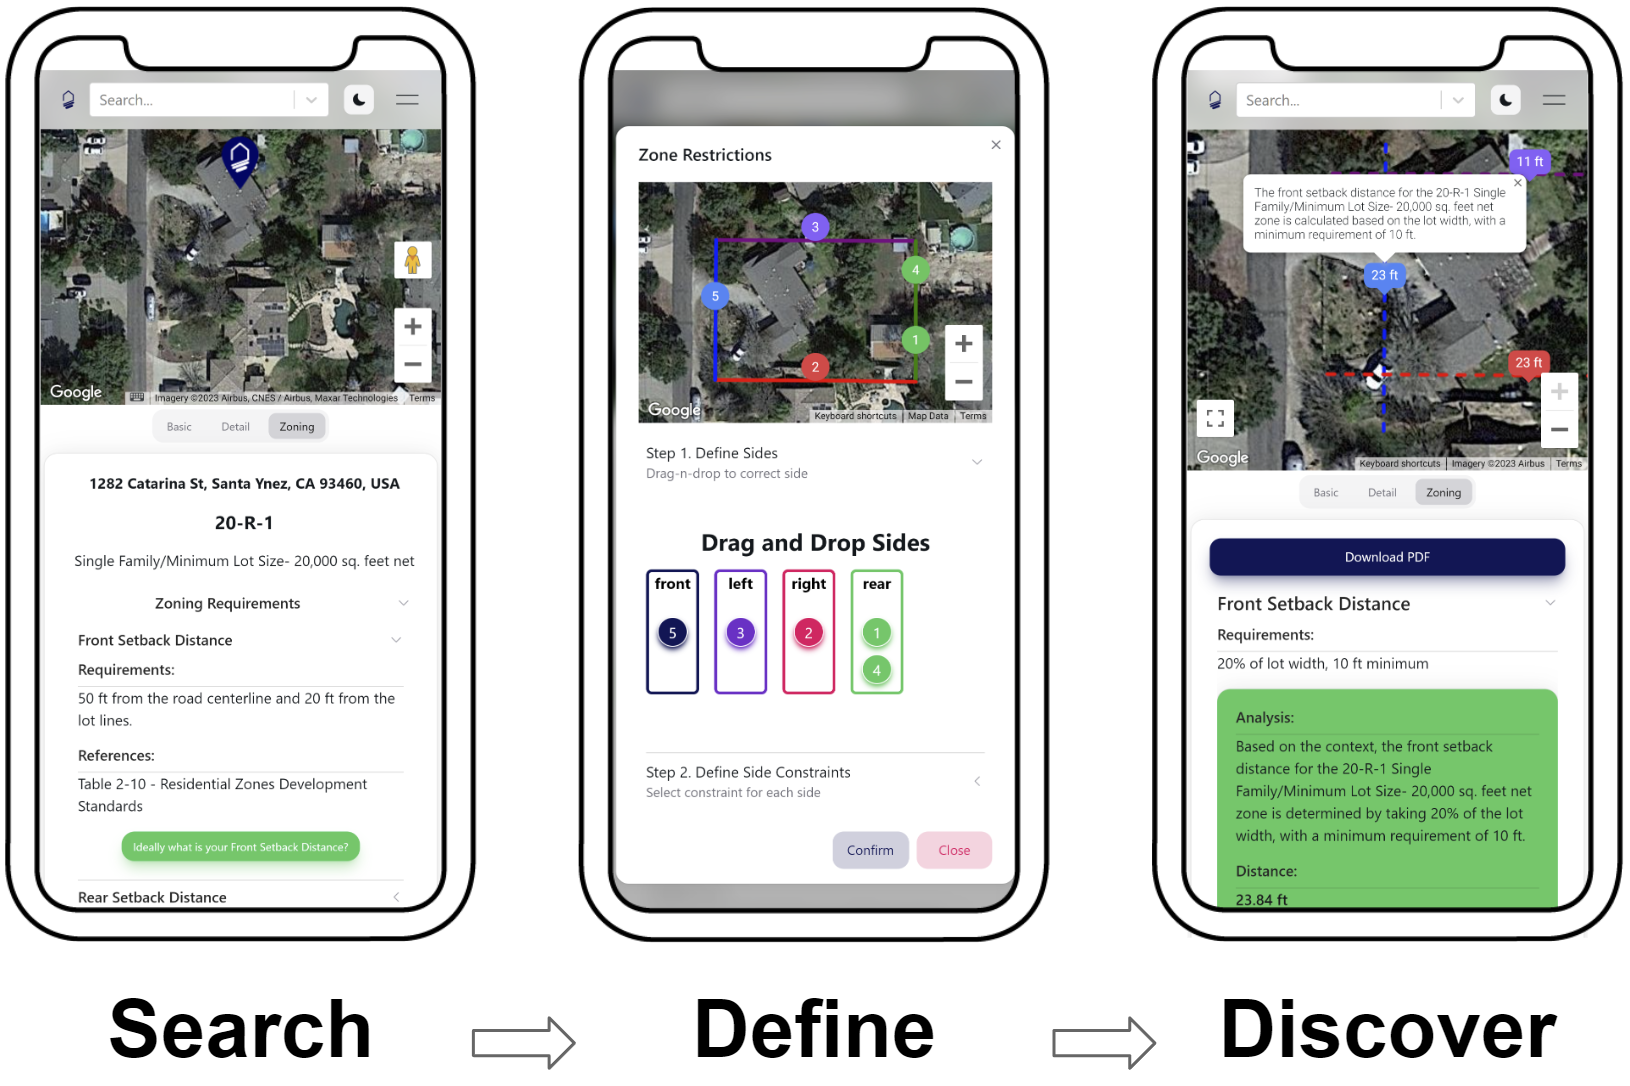 Search...
Google
Imagery ©2023 Airbus, CNES / Airbus, Maxar Technologies
Terms
Basic
Detail
Zoning
1282 Catarina St, Santa Ynez, CA 93460, USA
20-R-1
Single Family/Minimum Lot Size- 20,000 sq. feet net
Zoning Requirements
Front Setback Distance
Requirements:
50 ft from the road centerline and 20 ft from the
lot lines.
References:
Table 2-10 - Residential Zones Development
Standards
Ideally what is your Front Setback Distance?
Rear Setback Distance
Zone Restrictions
3
4
5
1
2
Google
Keyboard shortcuts
Map Data
Terms
Step 1. Define Sides
Drag-n-drop to correct side
Drag and Drop Sides
front
left
right
rear
5
3
2
1
4
Step 2. Define Side Constraints
Select constraint for each side
Confirm
Close
Search...
11 ft
The front setback distance for the 20-R-1 Single
Family/Minimum Lot Size- 20,000 sq. feet net
zone is calculated based on the lot width, with a
minimum requirement of 10 ft.
23 ft
23 ft
Google
Keyboard shortcuts
Imagery ©2023 Airbus
Terms
Basic
Detail
Zoning
Download PDF
Front Setback Distance
Requirements:
20% of lot width, 10 ft minimum
Analysis:
Based on the context, the front setback
distance for the 20-R-1 Single
Family/Minimum Lot Size- 20,000 sq. feet net
zone is determined by taking 20% of the lot
width, with a minimum requirement of 10 ft.
Distance:
23.84 ft
Search
Define
Discover